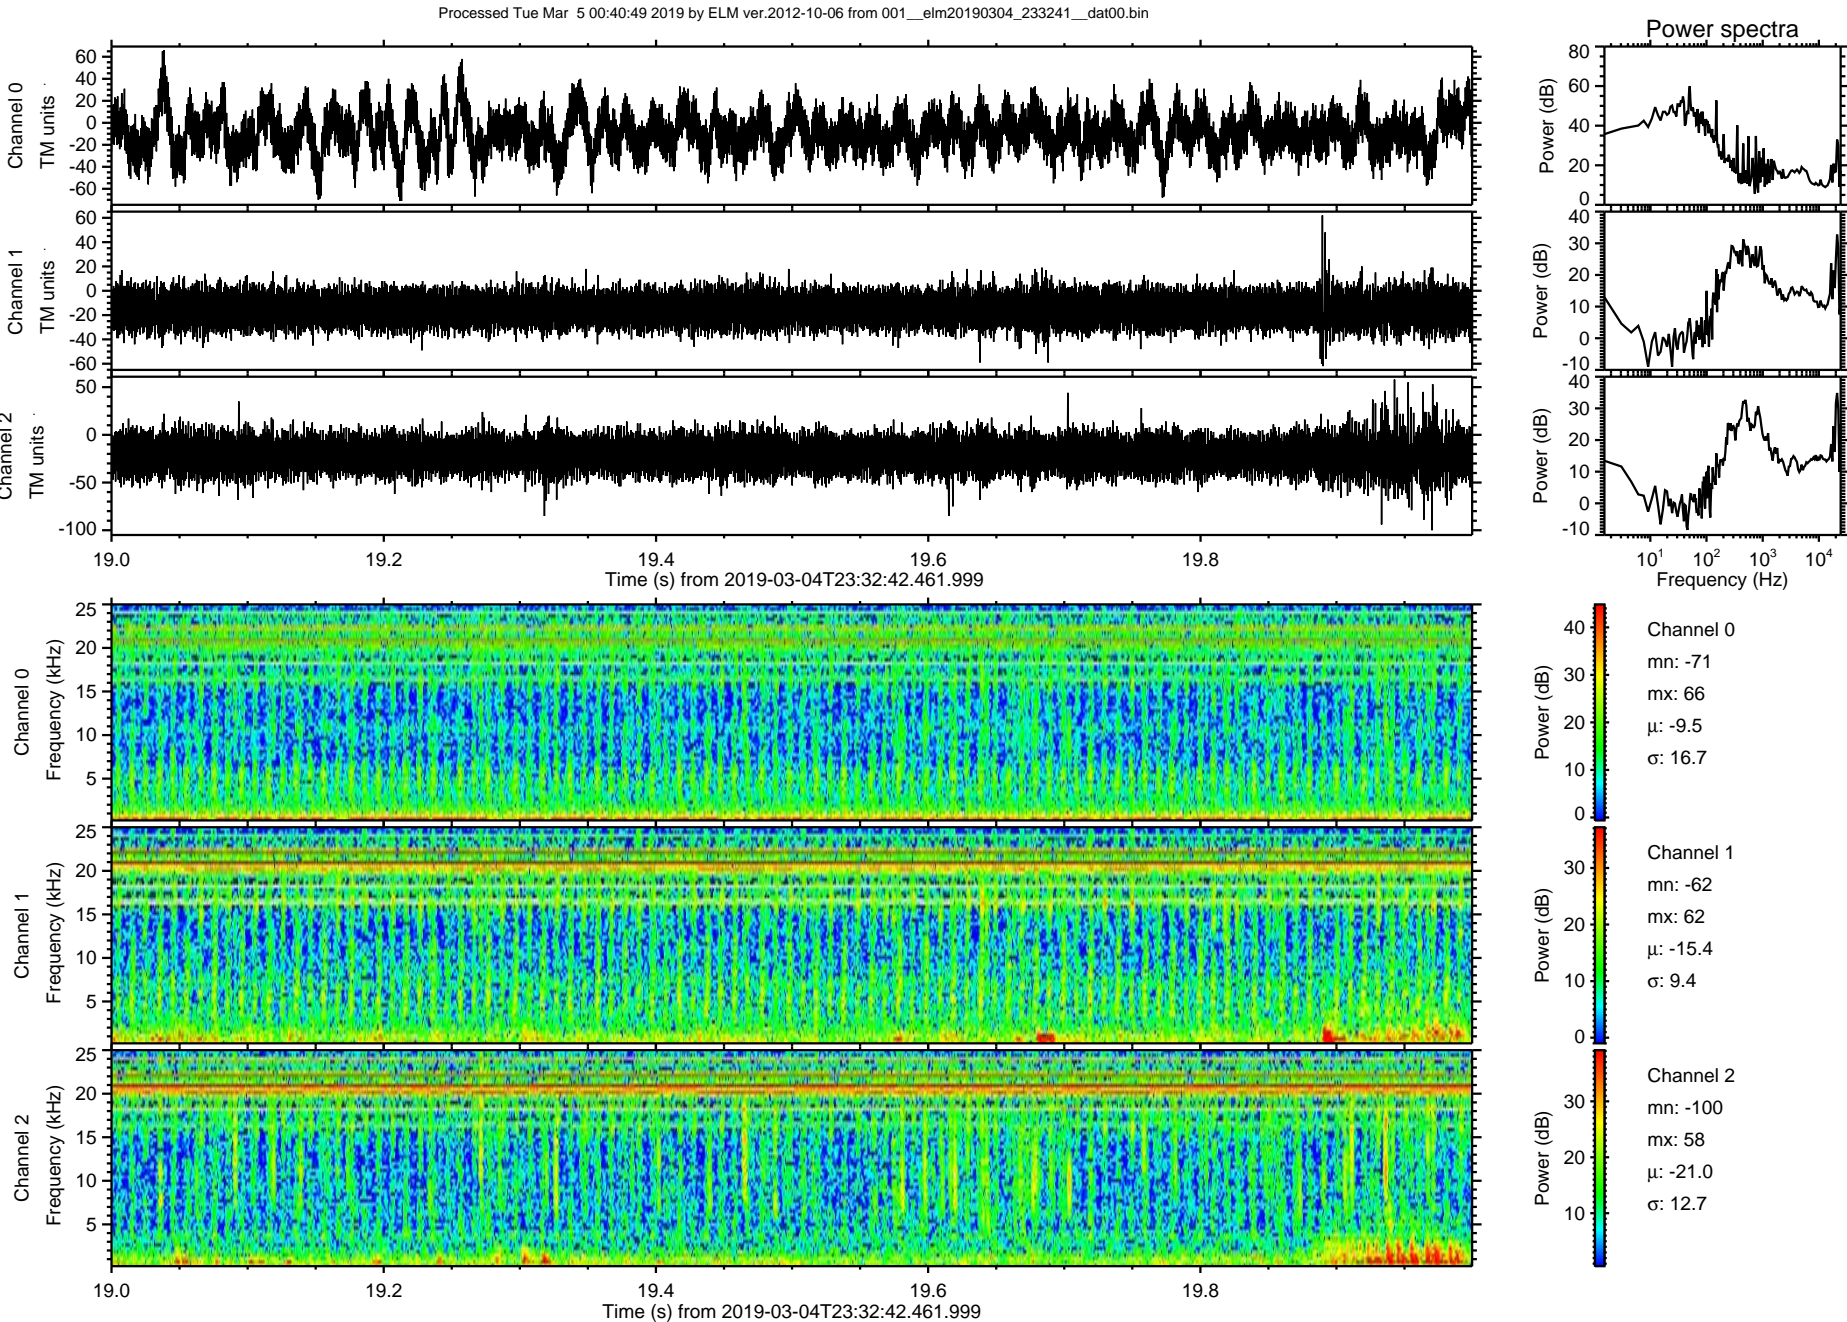 Processed Tue Mar  5 00:40:49 2019 by ELM ver.2012-10-06 from 001__elm20190304_233241__dat00.bin
Power spectra
Channel 0
TM units
60
40
20
0
-20
-40
-60
Power (dB)
80
60
40
20
0
Channel 1
TM units
60
40
20
0
-20
-40
-60
Power (dB)
40
30
20
10
0
-10
Channel 2
TM units
50
0
-50
-100
Power (dB)
40
30
20
10
0
-10
19.0
19.2
19.4
19.6
19.8
Time (s) from 2019-03-04T23:32:42.461.999
10^1
10^2
10^3
10^4
Frequency (Hz)
Channel 0
Frequency (kHz)
25
20
15
10
5
Power (dB)
40
30
20
10
0
Channel 0
mn: -71
mx: 66
μ: -9.5
σ: 16.7
Channel 1
Frequency (kHz)
25
20
15
10
5
Power (dB)
30
20
10
0
Channel 1
mn: -62
mx: 62
μ: -15.4
σ: 9.4
Channel 2
Frequency (kHz)
25
20
15
10
5
Power (dB)
30
20
10
Channel 2
mn: -100
mx: 58
μ: -21.0
σ: 12.7
19.0
19.2
19.4
19.6
19.8
Time (s) from 2019-03-04T23:32:42.461.999